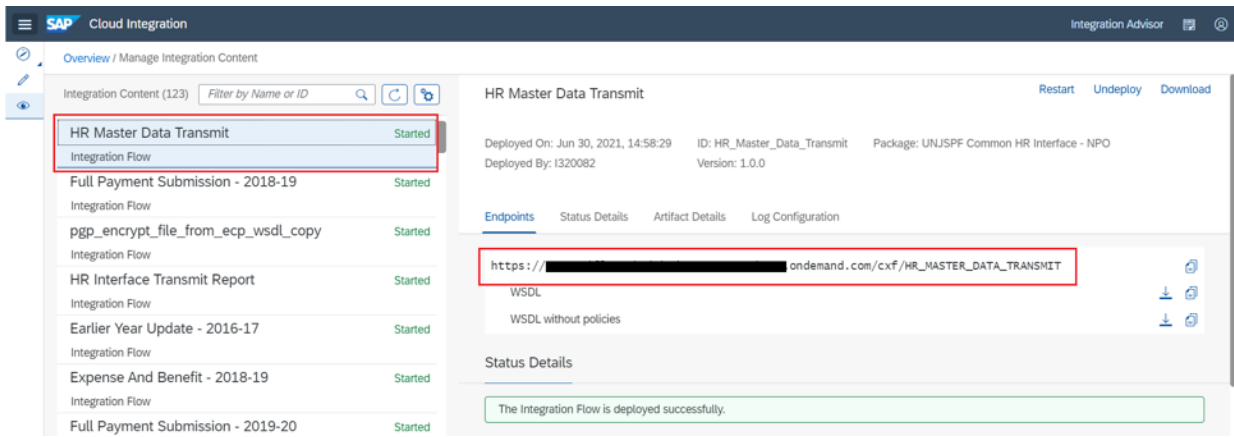 SAP Cloud Integration
Integration Advisor
Overview / Manage Integration Content
Integration Content (123) Filter by Name or ID
HR Master Data Transmit Started
Integration Flow
Full Payment Submission - 2018-19 Started
Integration Flow
pgp_encrypt_file_from_ecp_wsdl_copy Started
Integration Flow
HR Interface Transmit Report Started
Integration Flow
Earlier Year Update - 2016-17 Started
Integration Flow
Expense And Benefit - 2018-19 Started
Integration Flow
Full Payment Submission - 2019-20 Started
HR Master Data Transmit
Restart Undeploy Download
Deployed On: Jun 30, 2021, 14:58:29 ID: HR_Master_Data_Transmit Package: UNJSPF Common HR Interface - NPO
Deployed By: I320082 Version: 1.0.0
Endpoints Status Details Artifact Details Log Configuration
https:// .ondemand.com/cxf/HR_MASTER_DATA_TRANSMIT
WSDL
WSDL without policies
Status Details
The Integration Flow is deployed successfully.